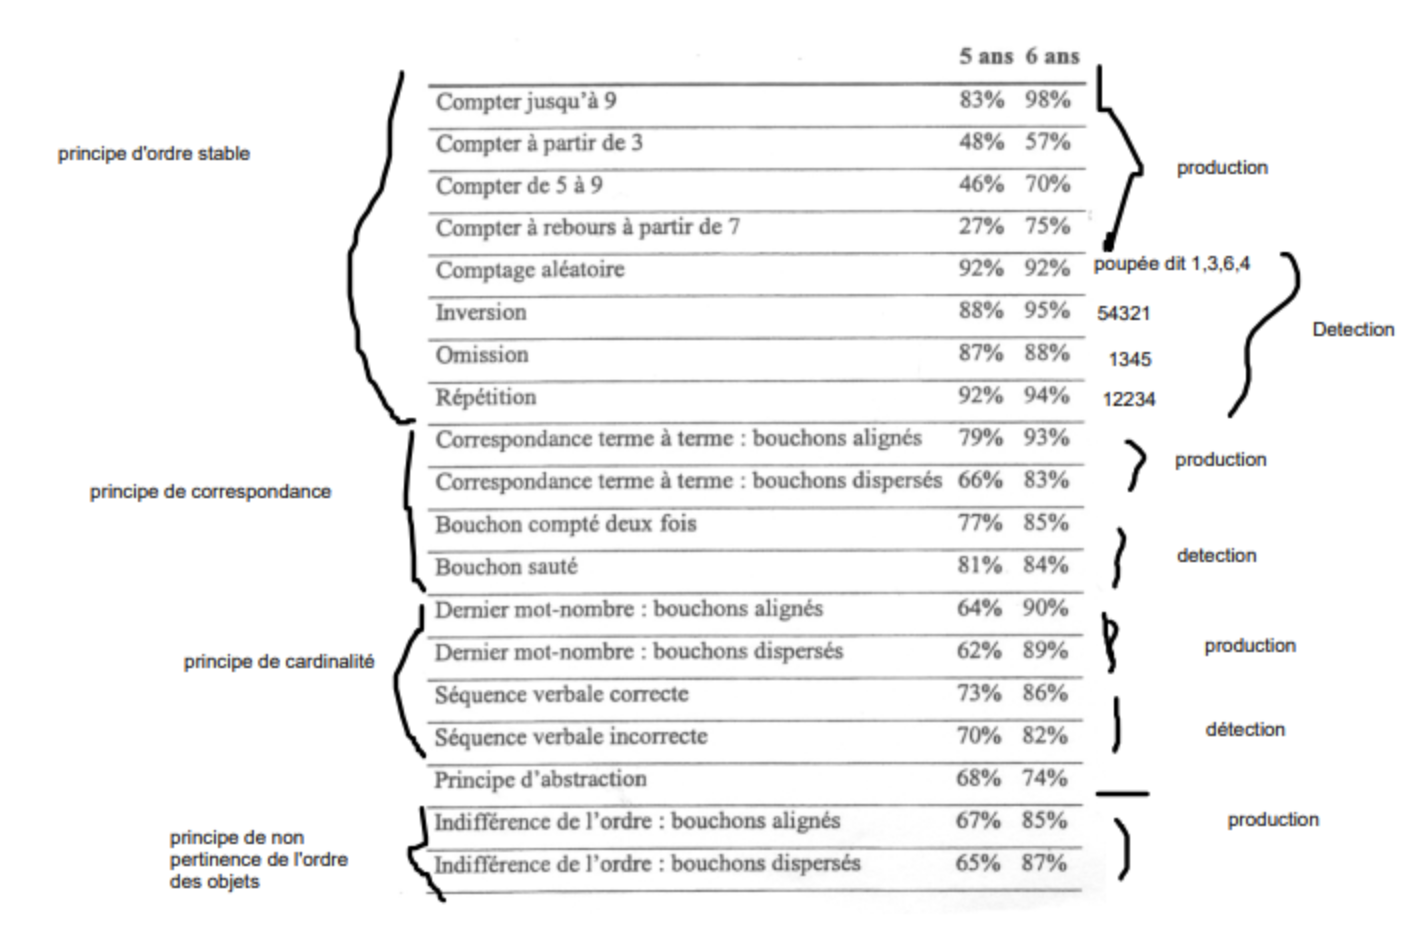 5 ans 6 ans
Compter jusqu'à 9 83% 98%
principe d'ordre stable
Compter à partir de 3 48% 57%
production
Compter de 5 à 9 46% 70%
Compter à rebours à partir de 7 27% 75%
Comptage aléatoire 92% 92% poupée dit 1,3,6,4
Inversion 88% 95% 54321
Detection
Omission 87% 88% 1345
Répétition 92% 94% 12234
Correspondance terme à terme : bouchons alignés 79% 93%
production
Correspondance terme à terme : bouchons dispersés 66% 83%
principe de correspondance
Bouchon compté deux fois 77% 85%
detection
Bouchon sauté 81% 84%
Dernier mot-nombre : bouchons alignés 64% 90%
production
Dernier mot-nombre : bouchons dispersés 62% 89%
principe de cardinalité
Séquence verbale correcte 73% 86%
détection
Séquence verbale incorrecte 70% 82%
Principe d'abstraction 68% 74%
production
Indifférence de l'ordre : bouchons alignés 67% 85%
principe de non
pertinence de l'ordre
des objets
Indifférence de l'ordre : bouchons dispersés 65% 87%